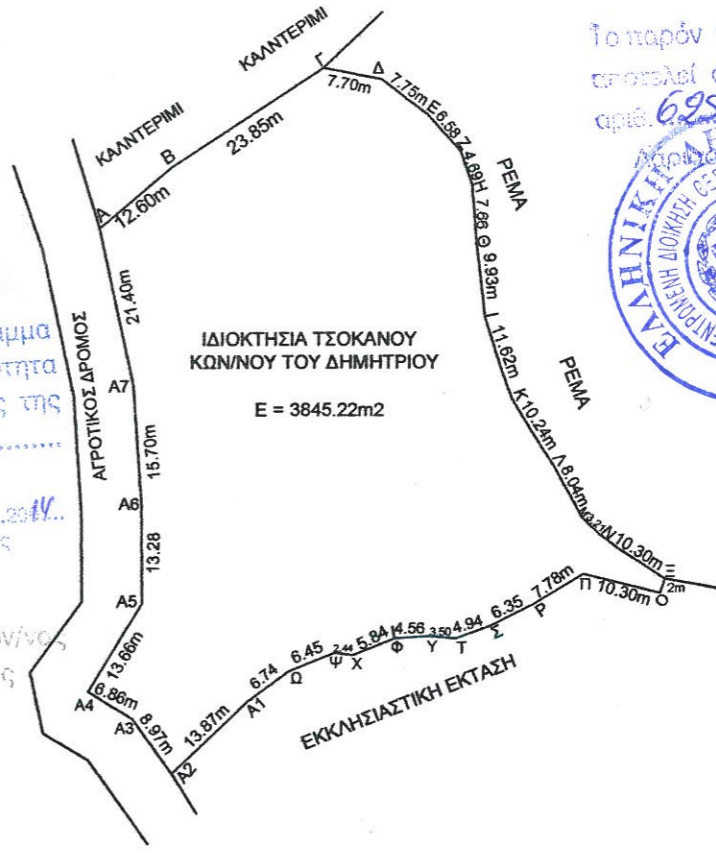 ΚΑΛΝΤΕΡΙΜΙ
ΚΑΛΝΤΕΡΙΜΙ
Γ
Δ
7.70m
7.75m
Ε
6.58
Ζ
4.69
Η
7.66
Θ
9.93m
Ι
11.62m
Κ
10.24m
Λ
8.04m
Μ
3.21
Ν
10.30m
Ξ
2m
Ο
10.30m
Π
7.78m
Ρ
6.35
Σ
4.94
Τ
3.50
Υ
4.56
Φ
5.84
Χ
2.44
Ψ
6.45
Ω
6.74
Α1
13.87m
Α2
8.97m
Α3
6.86m
Α4
13.66m
Α5
13.28
Α6
15.70m
Α7
21.40m
Α
12.60m
Β
23.85m
ΡΕΜΑ
ΡΕΜΑ
ΑΓΡΟΤΙΚΟΣ ΔΡΟΜΟΣ
ΙΔΙΟΚΤΗΣΙΑ ΤΣΟΚΑΝΟΥ
ΚΩΝ/ΝΟΥ ΤΟΥ ΔΗΜΗΤΡΙΟΥ
Ε = 3845.22m2
ΕΚΚΛΗΣΙΑΣΤΙΚΗ ΕΚΤΑΣΗ
Το παρόν
αποτελεί
αριθ.
ΕΛΛΗΝΙΚΗ
ΔΙΟΙΚΗΣΗ
της